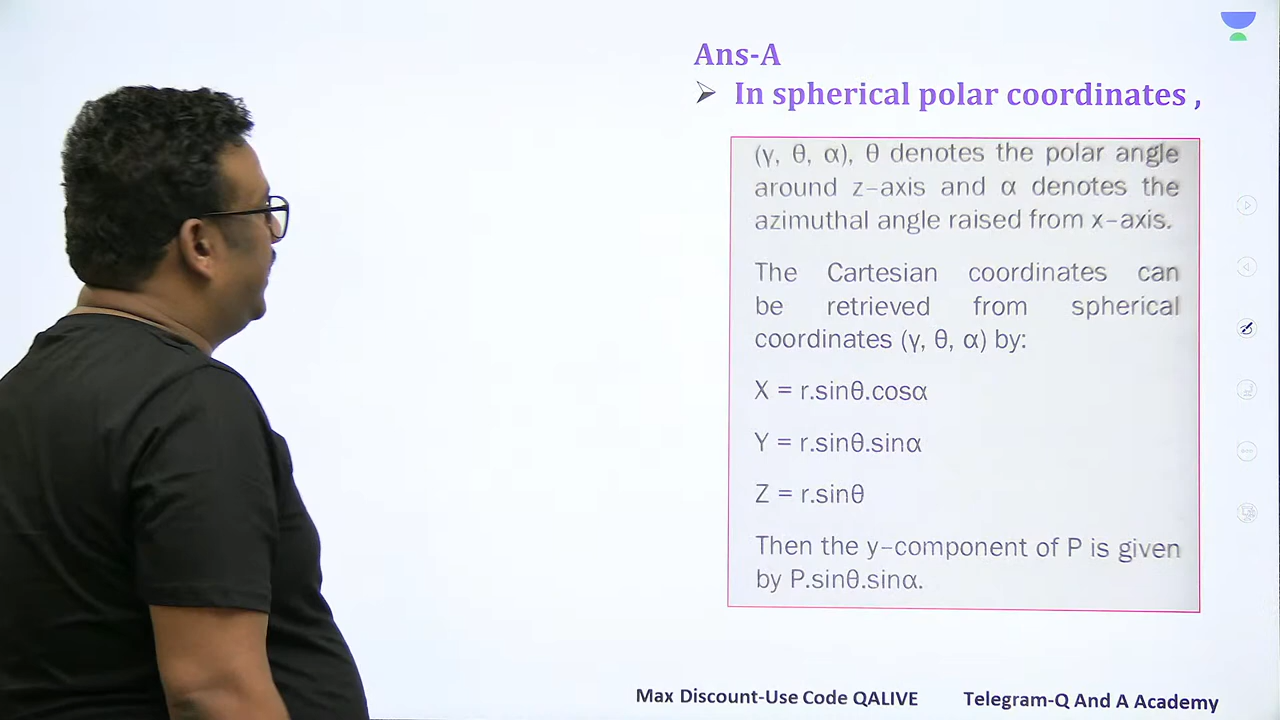 Ans-A
➢ In spherical polar coordinates ,
(γ, θ, α), θ denotes the polar angle
around z-axis and α denotes the
azimuthal angle raised from x-axis.
The Cartesian coordinates can
be retrieved from spherical
coordinates (γ, θ, α) by:
X = r.sinθ.cosα
Y = r.sinθ.sinα
Z = r.sinθ
Then the y-component of P is given
by P.sinθ.sinα.
Max Discount-Use Code QALIVE Telegram-Q And A Academy